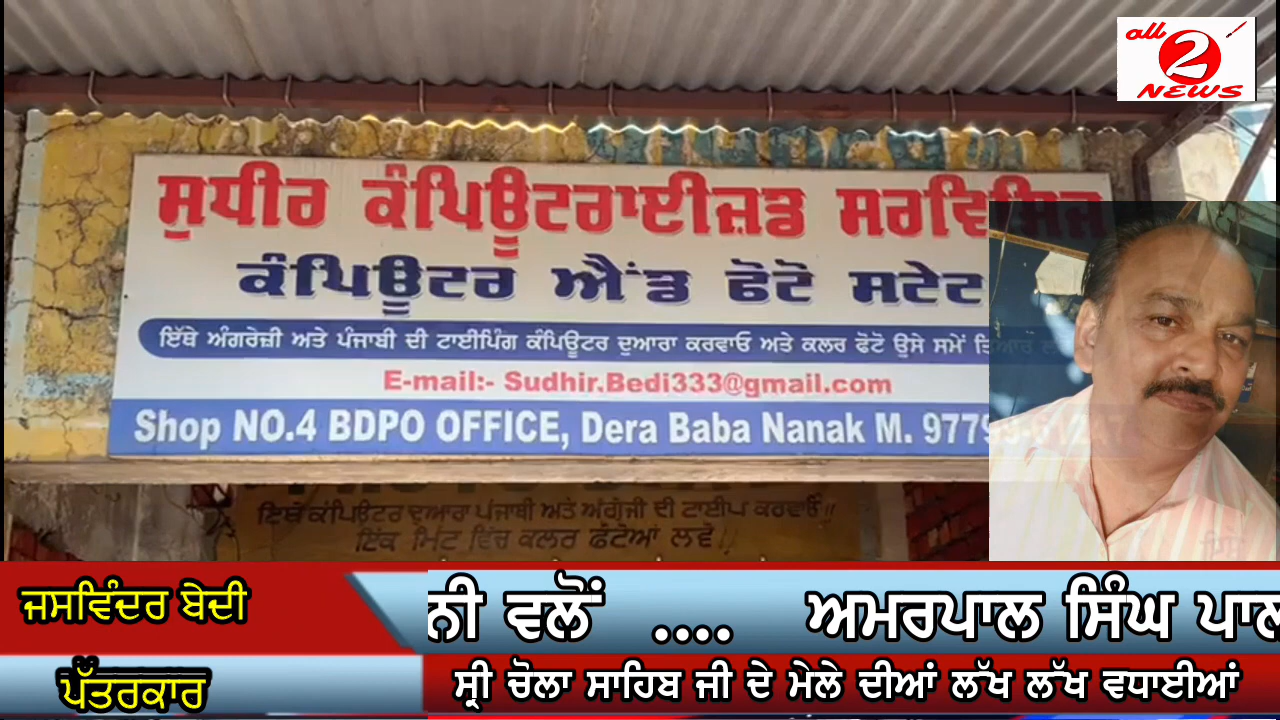 all
2
NEWS
ਸੁਧੀਰ ਕੰਪਿਊਟਰਾਈਜ਼ਡ ਸਰਵਿਸਿਜ਼
ਕੰਪਿਊਟਰ ਐਂਡ ਫੋਟੋ ਸਟੇਟ
ਇੱਥੇ ਅੰਗਰੇਜ਼ੀ ਅਤੇ ਪੰਜਾਬੀ ਦੀ ਟਾਈਪਿੰਗ ਕੰਪਿਊਟਰ ਦੁਆਰਾ ਕਰਵਾਓ ਅਤੇ ਕਲਰ ਫੋਟੋ ਉਸੇ ਸਮੇਂ ਤਿਆਰ
E-mail:- Sudhir.Bedi333@gmail.com
Shop NO.4 BDPO OFFICE, Dera Baba Nanak M.
ਇਥੇ ਕੰਪਿਊਟਰ ਦੁਆਰਾ ਪੰਜਾਬੀ ਅਤੇ ਅੰਗ੍ਰੇਜੀ ਦੀ ਟਾਈਪ ਕਰਵਾਓ॥
ਇੱਕ ਮਿੰਟ ਵਿੱਚ ਕਲਰ ਫੋਟੋਆਂ ਲਵੋ॥
ਜਸਵਿੰਦਰ ਬੇਦੀ
ਨੀ ਵਲੋਂ .... ਅਮਰਪਾਲ ਸਿੰਘ ਪਾਲ
ਪੱਤਰਕਾਰ
ਸ੍ਰੀ ਚੋਲਾ ਸਾਹਿਬ ਜੀ ਦੇ ਮੇਲੇ ਦੀਆਂ ਲੱਖ ਲੱਖ ਵਧਾਈਆਂ